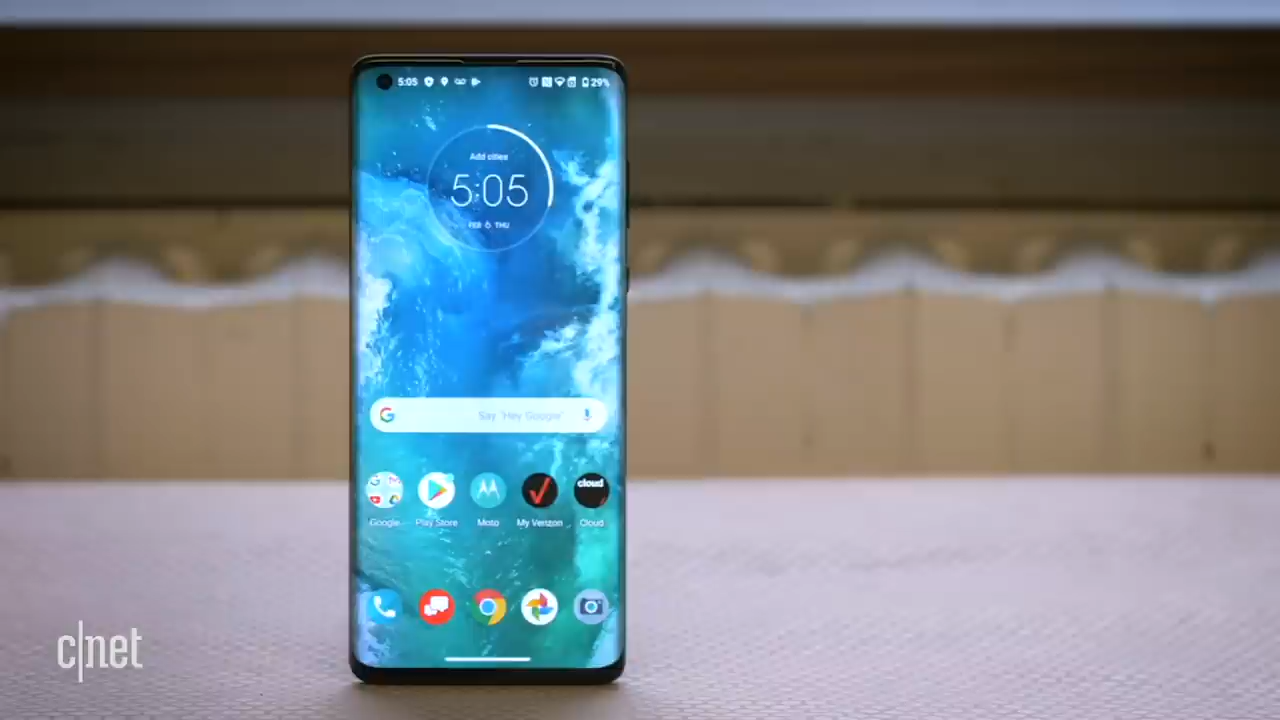 5:05
29%
Add cities
5:05
FEB 6 THU
Say "Hey Google"
cloud
Google
Play Store
Moto
My Verizon
Cloud
c|net